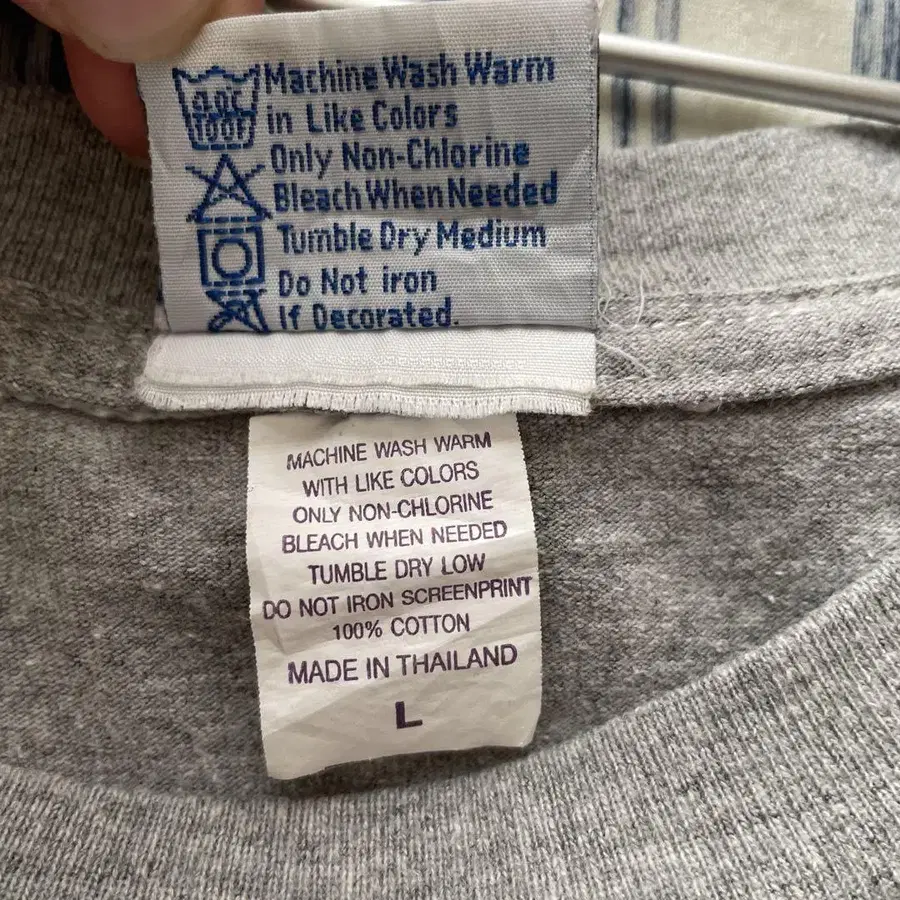 Machine Wash Warm
in Like Colors
Only Non-Chlorine
Bleach When Needed
Tumble Dry Medium
Do Not iron
If Decorated.
MACHINE WASH WARM
WITH LIKE COLORS
ONLY NON-CHLORINE
BLEACH WHEN NEEDED
TUMBLE DRY LOW
DO NOT IRON SCREENPRINT
100% COTTON
MADE IN THAILAND
L